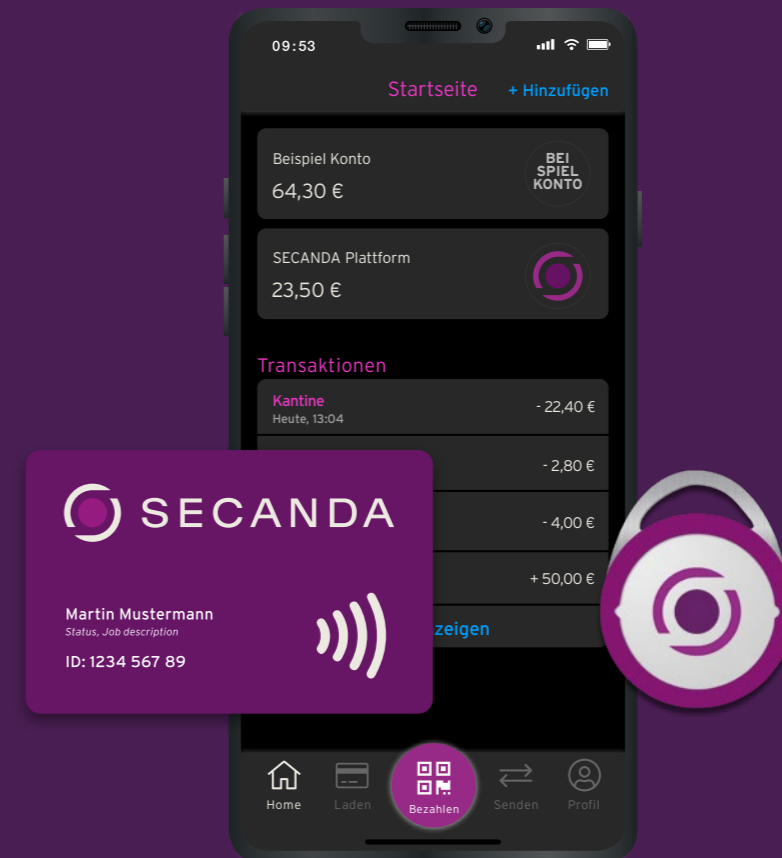 09:53
Startseite + Hinzufügen
Beispiel Konto
64,30 €
BEI
SPIEL
KONTO
SECANDA Plattform
23,50 €
Transaktionen
Kantine
Heute, 13:04
- 22,40 €
- 2,80 €
- 4,00 €
+ 50,00 €
zeigen
SECANDA
Martin Mustermann
Status, Job description
ID: 1234 567 89
Home Laden Bezahlen Senden Profil